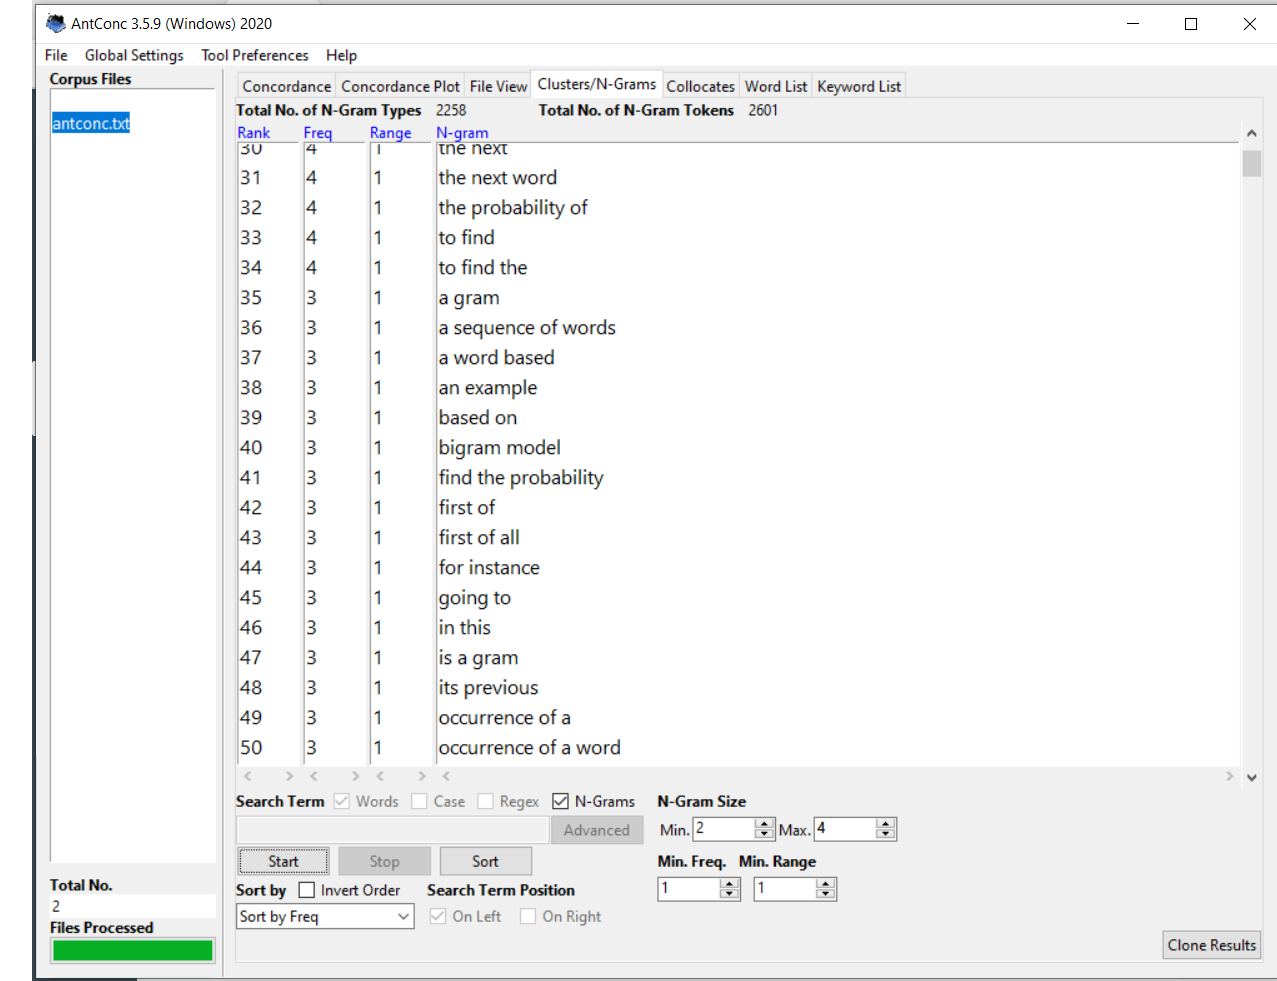 AntConc 3.5.9 (Windows) 2020
File Global Settings Tool Preferences Help
Corpus Files
antconc.txt
Concordance Concordance Plot File View Clusters/N-Grams Collocates Word List Keyword List
Total No. of N-Gram Types 2258 Total No. of N-Gram Tokens 2601
Rank Freq Range N-gram
30 4 1 the next
31 4 1 the next word
32 4 1 the probability of
33 4 1 to find
34 4 1 to find the
35 3 1 a gram
36 3 1 a sequence of words
37 3 1 a word based
38 3 1 an example
39 3 1 based on
40 3 1 bigram model
41 3 1 find the probability
42 3 1 first of
43 3 1 first of all
44 3 1 for instance
45 3 1 going to
46 3 1 in this
47 3 1 is a gram
48 3 1 its previous
49 3 1 occurrence of a
50 3 1 occurrence of a word
Search Term Words Case Regex N-Grams N-Gram Size
Advanced Min. 2 Max. 4
Start Stop Sort Min. Freq. Min. Range
1 1
Sort by Invert Order Search Term Position
Sort by Freq On Left On Right
Total No.
2
Files Processed
Clone Results